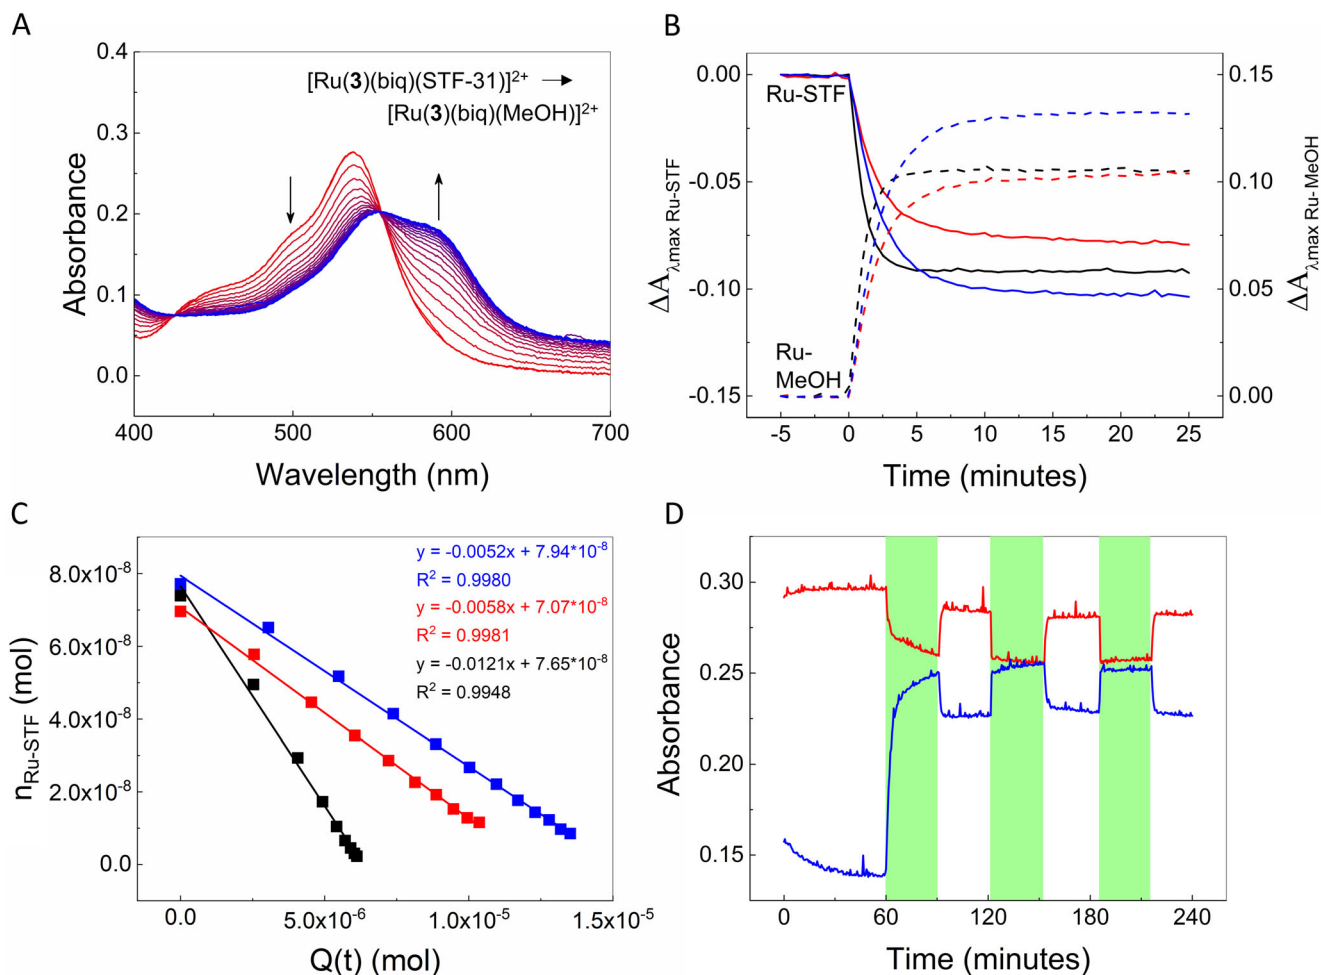 A
0.4
0.3
0.2
0.1
0.0
Absorbance
[Ru(3)(biq)(STF-31)]²⁺ →
[Ru(3)(biq)(MeOH)]²⁺
400
500
600
700
Wavelength (nm)
B
0.00
-0.05
-0.10
-0.15
ΔA λmax Ru-STF
Ru-STF
Ru-
MeOH
0.15
0.10
0.05
0.00
ΔA λmax Ru- MeOH
-5
0
5
10
15
20
25
Time (minutes)
C
8.0x10⁻⁸
6.0x10⁻⁸
4.0x10⁻⁸
2.0x10⁻⁸
0.0
n Ru-STF (mol)
y = -0.0052x + 7.94*10⁻⁸
R² = 0.9980
y = -0.0058x + 7.07*10⁻⁸
R² = 0.9981
y = -0.0121x + 7.65*10⁻⁸
R² = 0.9948
0.0
5.0x10⁻⁶
1.0x10⁻⁵
1.5x10⁻⁵
Q(t) (mol)
D
0.30
0.25
0.20
0.15
Absorbance
0
60
120
180
240
Time (minutes)